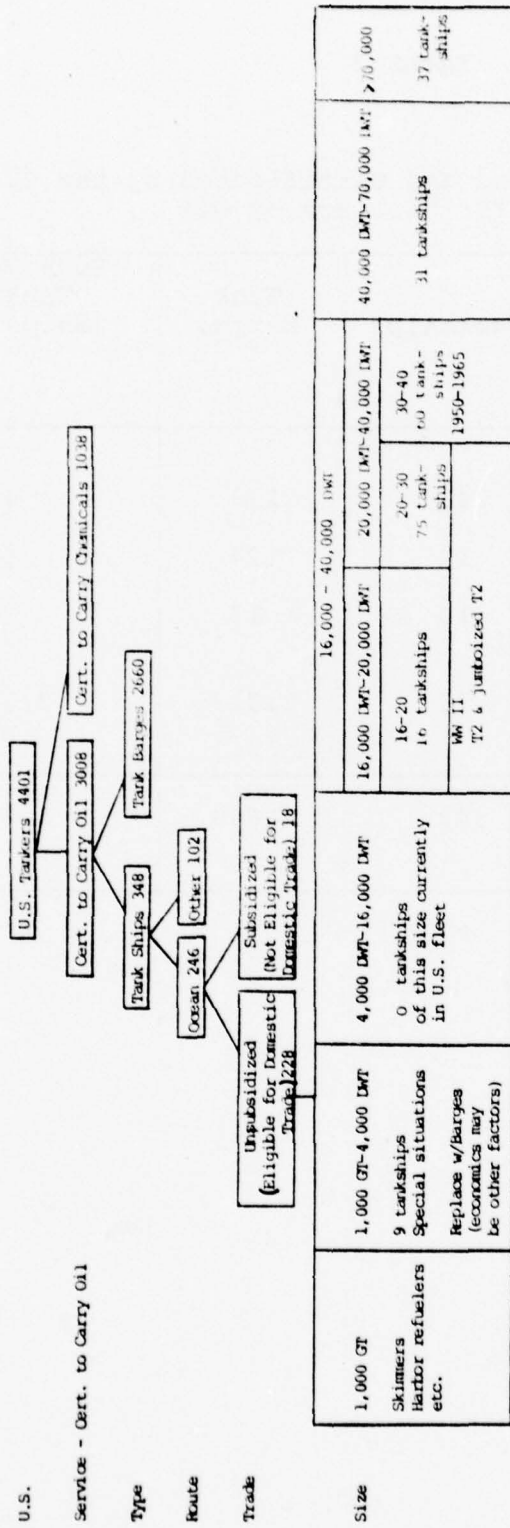 U.S.
U.S. Tankers 4401
Service - Cert. to Carry Oil
Cert. to Carry Oil 3008
Cert. to Carry Chemicals 1038
Type
Tank Ships 348
Tank Barges 2660
Route
Ocean 246
Other 102
Trade
Unpubsidized
(Eligible for Domestic
Trade)228
Subsidized
(Not Eligible for
Domestic Trade) 18
Size
1,000 GT
Skimmers
Harbor refuelers
etc.
1,000 GT-4,000 DWT
9 tankships
Special situations
Replace w/Barges
(economics may
be other factors)
4,000 DWT-16,000 DWT
0 tankships
of this size currently
in U.S. fleet
16,000 - 40,000 DWT
16,000 DWT-20,000 DWT
16-20
16 tankships
20,000 DWT-40,000 DWT
20-30
75 tank-
ships
30-40
60 tank-
ships
1950-1965
WW II
T2 & jumboized T2
40,000 DWT-70,000 DWT
31 tankships
>70,000
37 tank-
ships